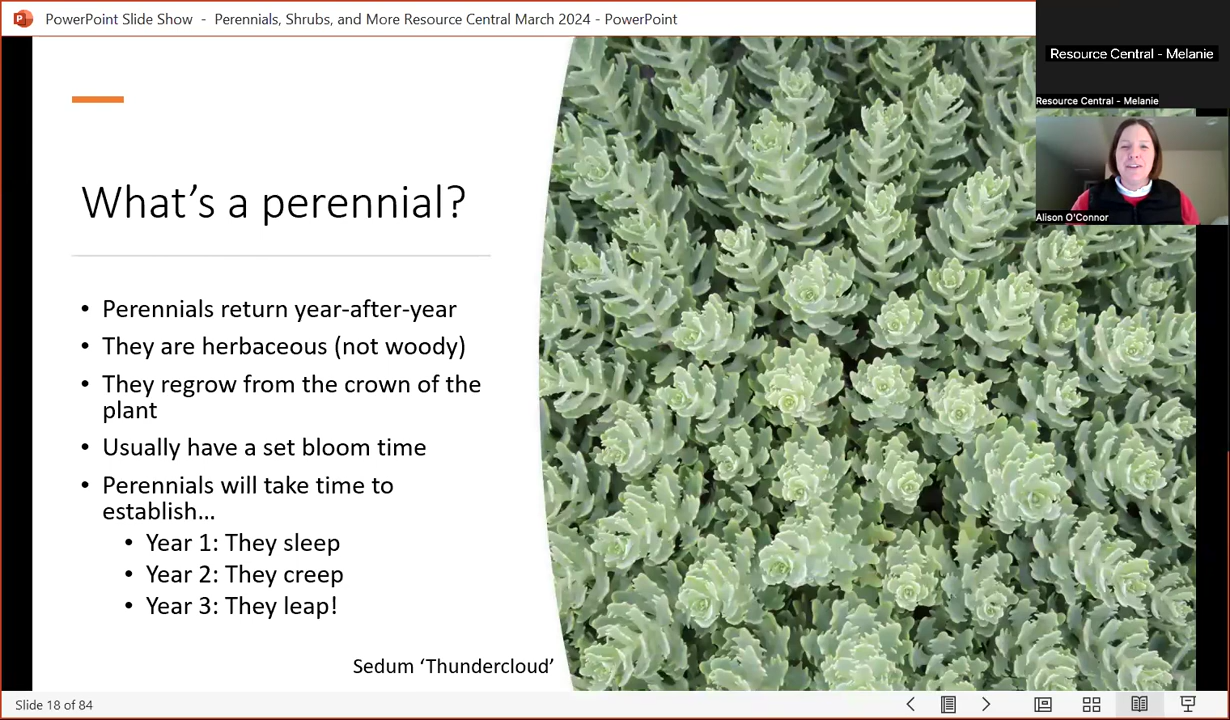 PowerPoint Slide Show - Perennials, Shrubs, and More Resource Central March 2024 - PowerPoint
Resource Central - Melanie
Resource Central - Melanie
Alison O'Connor
What's a perennial?
• Perennials return year-after-year
• They are herbaceous (not woody)
• They regrow from the crown of the
plant
• Usually have a set bloom time
• Perennials will take time to
establish…
• Year 1: They sleep
• Year 2: They creep
• Year 3: They leap!
Sedum ‘Thundercloud’
Slide 18 of 84